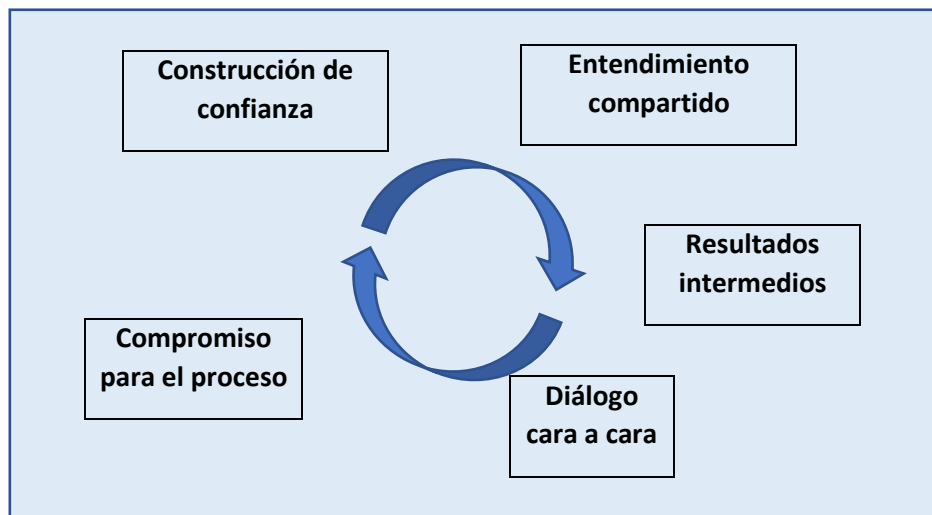 Construcción de
confianza
Entendimiento
compartido
Resultados
intermedios
Compromiso
para el proceso
Diálogo
cara a cara